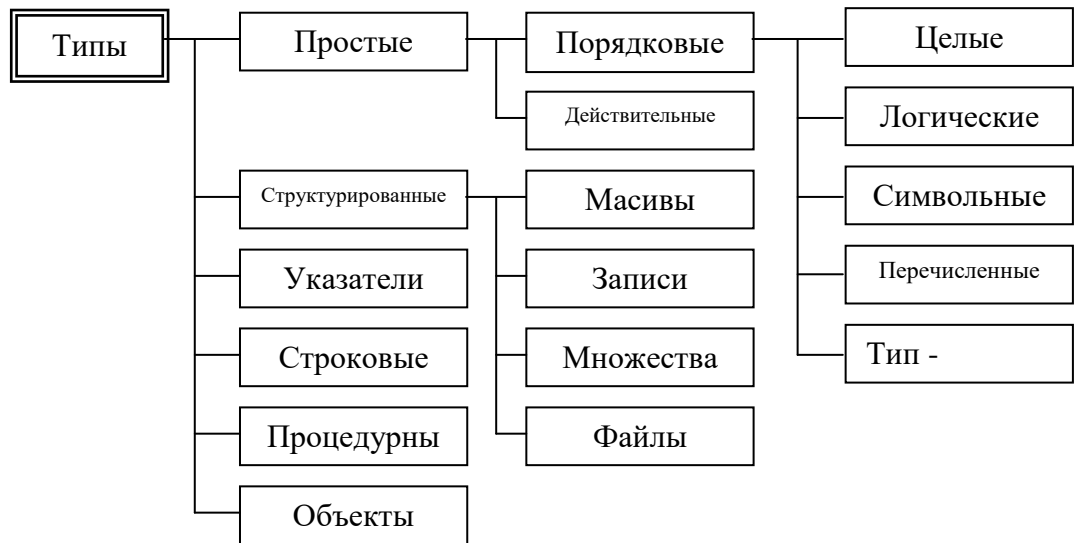 Типы
Простые
Порядковые
Целые
Действительные
Логические
Структурированные
Масивы
Символьные
Указатели
Записи
Перечисленные
Строковые
Множества
Тип -
Процедурны
Файлы
Объекты